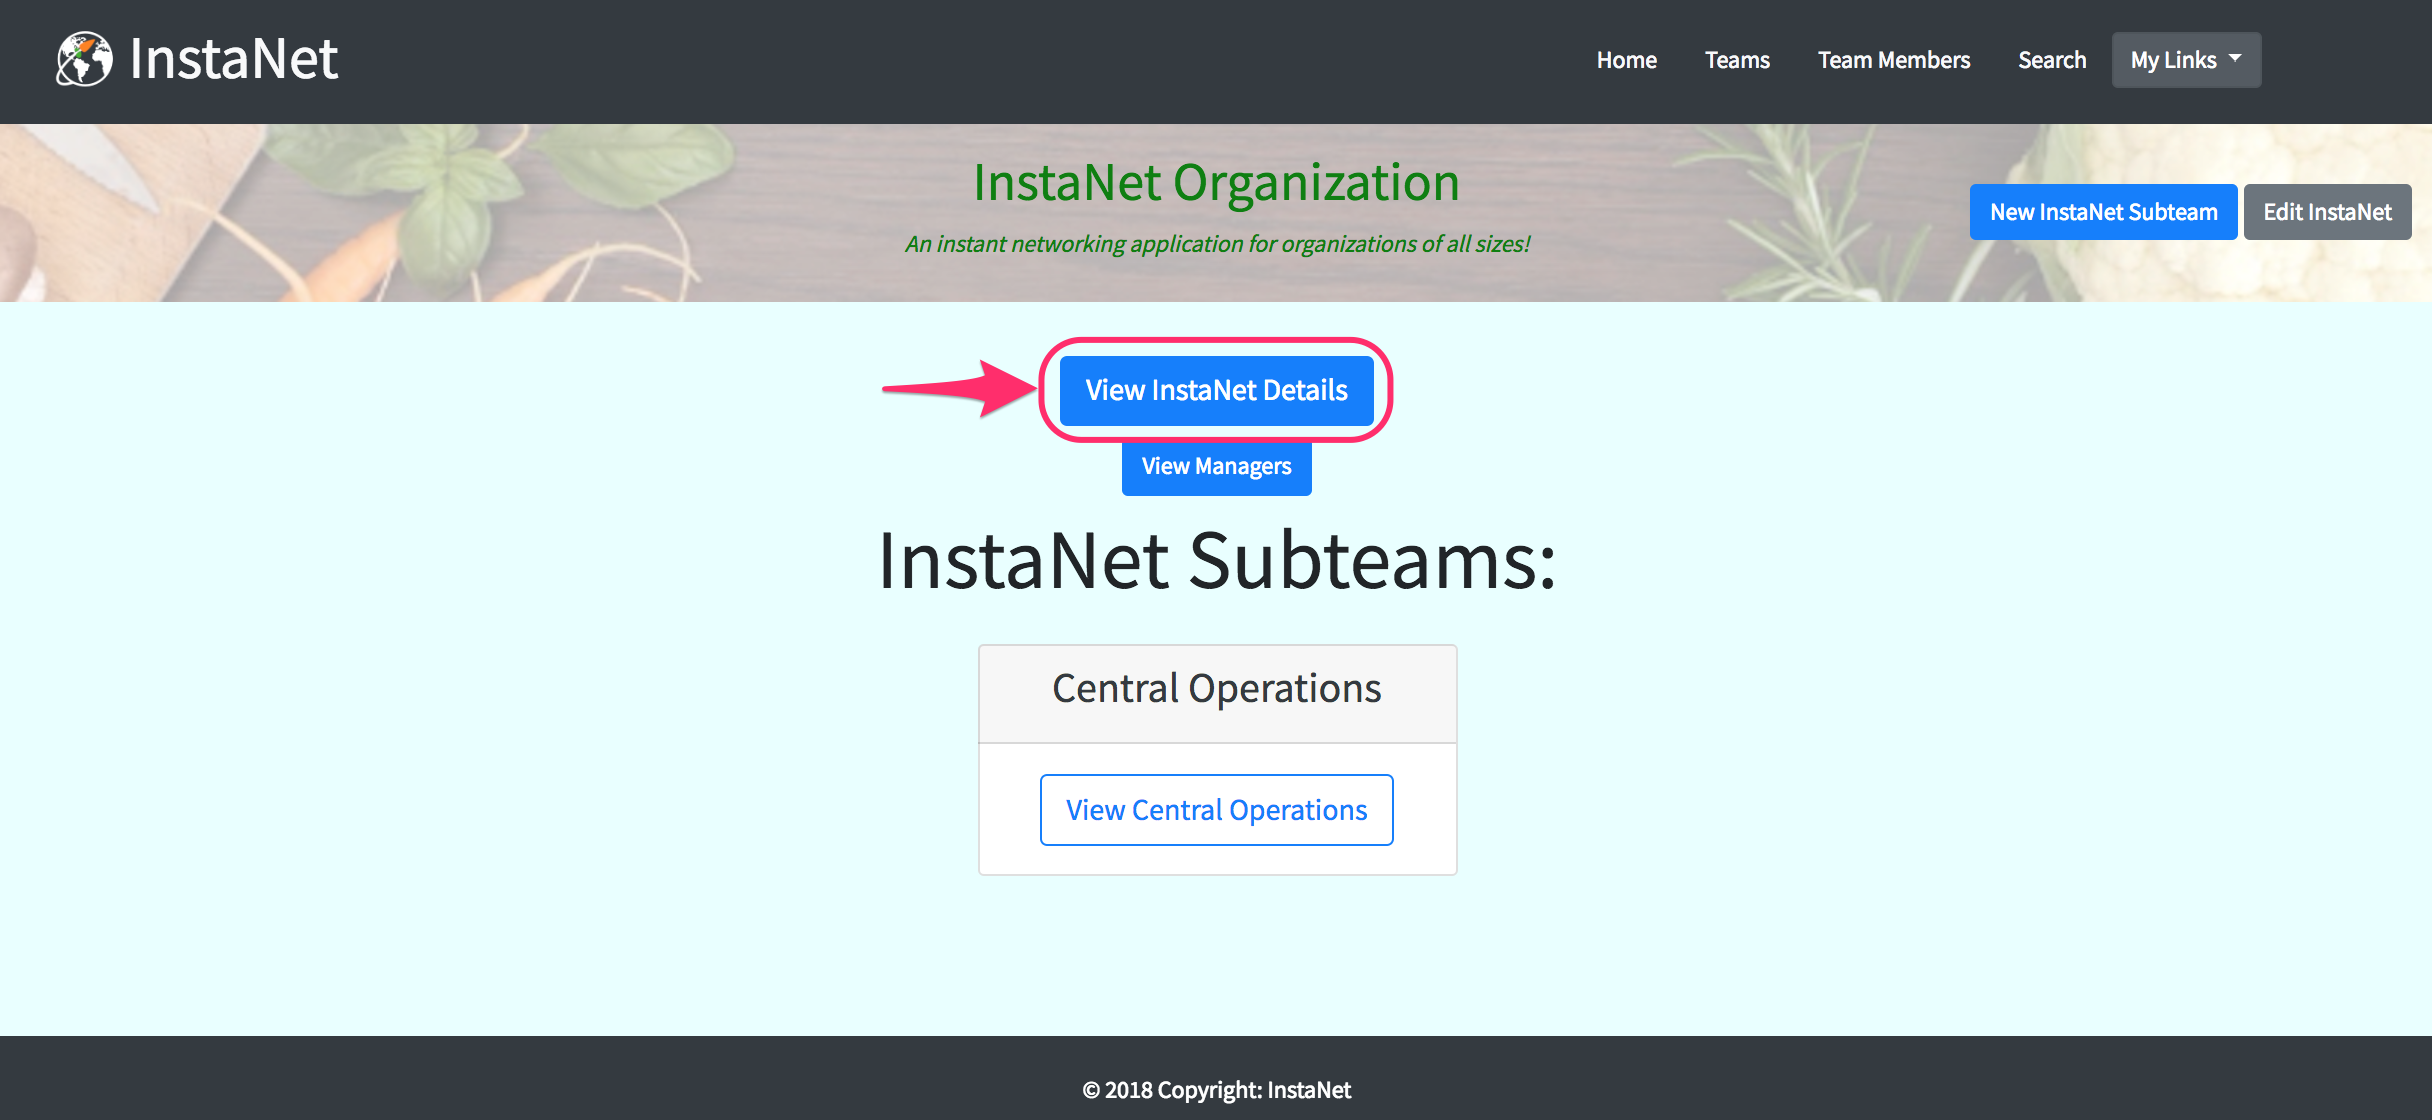 InstaNet
Home Teams Team Members Search My Links
InstaNet Organization
An instant networking application for organizations of all sizes!
New InstaNet Subteam Edit InstaNet
View InstaNet Details
View Managers
InstaNet Subteams:
Central Operations
View Central Operations
© 2018 Copyright: InstaNet